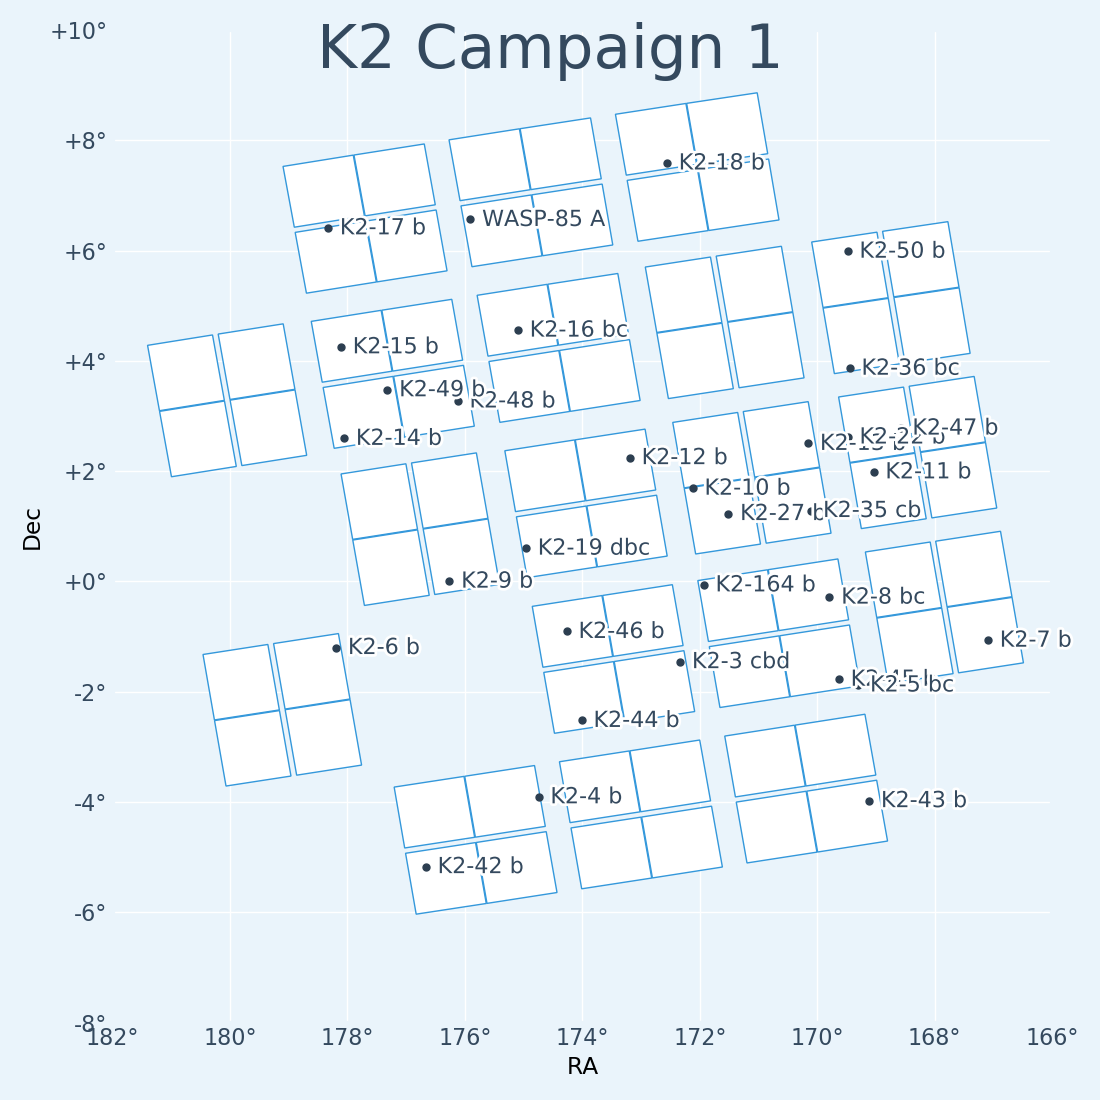 K2 Campaign 1
+10°
+8°
+6°
+4°
+2°
+0°
-2°
-4°
-6°
-8°
Dec
K2-18 b
WASP-85 A
K2-17 b
K2-50 b
K2-16 bc
K2-15 b
K2-36 bc
K2-49 b
K2-48 b
K2-14 b
K2-47 b
K2-22 b
K2-12 b
K2-11 b
K2-10 b
K2-27 b
K2-35 cb
K2-19 dbc
K2-9 b
K2-164 b
K2-8 bc
K2-46 b
K2-7 b
K2-6 b
K2-3 cbd
K2-5 bc
K2-44 b
K2-4 b
K2-43 b
K2-42 b
182°
180°
178°
176°
174°
172°
170°
168°
166°
RA